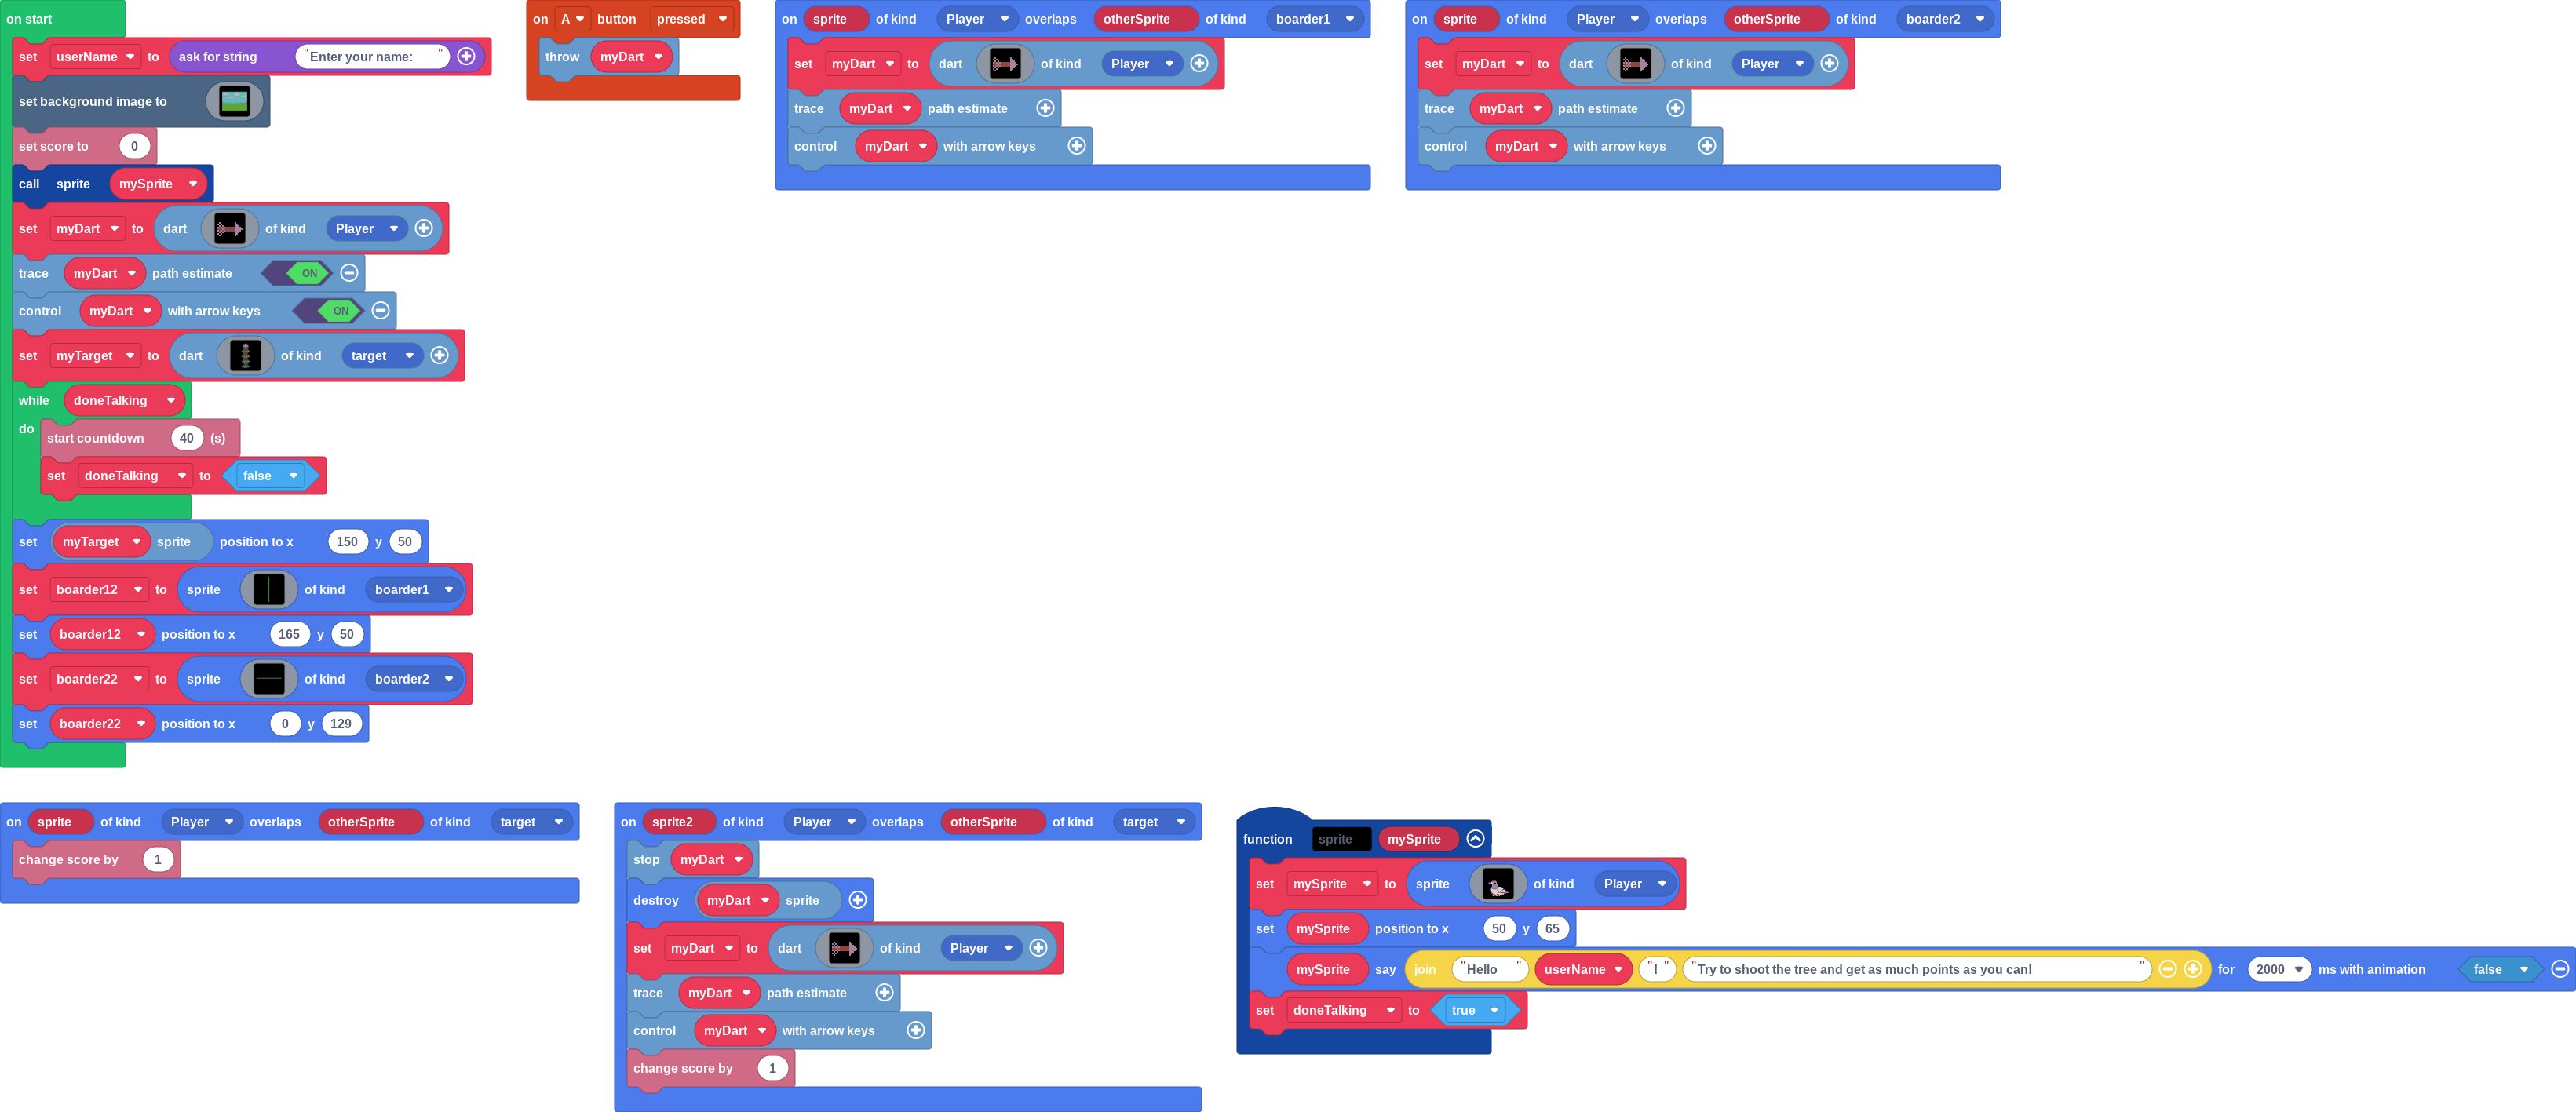 on start
set userName to ask for string "Enter your name: "
set background image to
set score to 0
call sprite mySprite
set myDart to dart of kind Player
trace myDart path estimate ON
control myDart with arrow keys ON
set myTarget to dart of kind target
while doneTalking
do
start countdown 40 (s)
set doneTalking to false
set myTarget sprite position to x 150 y 50
set boarder12 to sprite of kind boarder1
set boarder12 position to x 165 y 50
set boarder22 to sprite of kind boarder2
set boarder22 position to x 0 y 129
on A button pressed
throw myDart
on sprite of kind Player overlaps otherSprite of kind boarder1
set myDart to dart of kind Player
trace myDart path estimate
control myDart with arrow keys
on sprite of kind Player overlaps otherSprite of kind boarder2
set myDart to dart of kind Player
trace myDart path estimate
control myDart with arrow keys
on sprite of kind Player overlaps otherSprite of kind target
change score by 1
on sprite2 of kind Player overlaps otherSprite of kind target
stop myDart
destroy myDart sprite
set myDart to dart of kind Player
trace myDart path estimate
control myDart with arrow keys
change score by 1
function sprite mySprite
set mySprite to sprite of kind Player
set mySprite position to x 50 y 65
mySprite say join "Hello " userName "! " "Try to shoot the tree and get as much points as you can! " for 2000 ms with animation false
set doneTalking to true